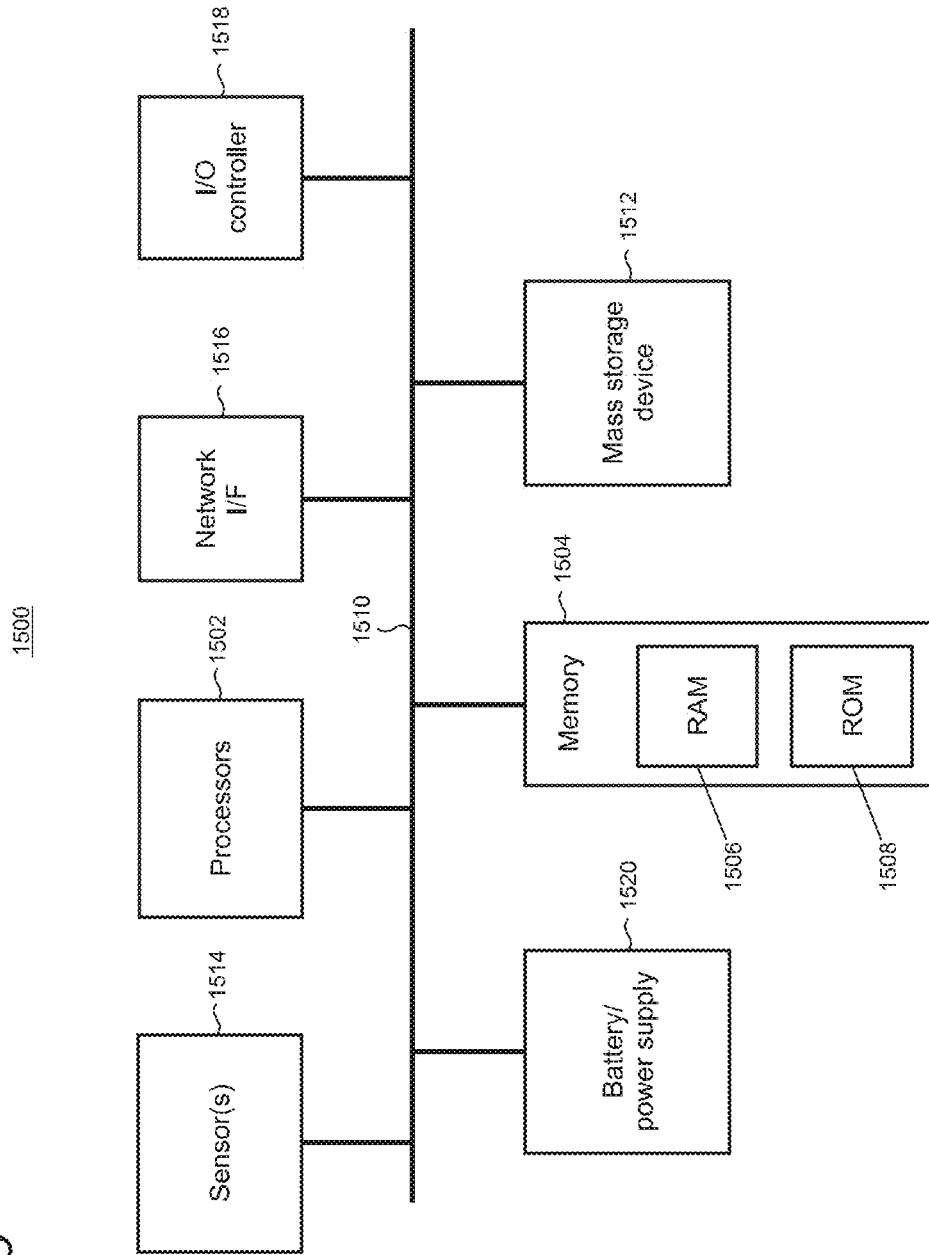 1500
1514
1502
1516
1518
Sensor(s)
Processors
Network
I/F
I/O
controller
1510
1520
1504
1512
Battery/
power supply
Memory
Mass storage
device
RAM
1506
ROM
1508